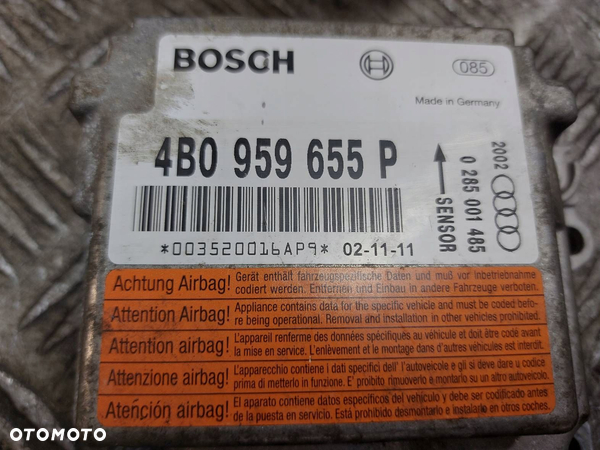 BOSCH
085
Made in Germany
4B0 959 655 P
*003520016AP9* 02-11-11
SENSOR
0 285 001 485
2002
Achtung Airbag! Gerät enthält fahrzeugspezifische Daten und muß vor Inbetriebnahme
codiert werden. Entfernen und Einbau in andere Fahrzeuge verboten.
Attention Airbag! Appliance contains data for the specific vehicle and must be coded befo-
re being operational. Removal and installation in other vehicles prohibited.
Attention airbag! L'appareil renferme des données spécifiques au véhicule et doit être codé avant
la mise en service. L'enlèvement et le montage dans d'autres véhicules est interdit.
Attenzione airbag! L'apparecchio contiene i dati specifici dell' l'autoveicole e gli si deve dare u codice
prima di metterlo in funzione. E' proibito rimuoverlo e montarlo su un altro autoveicolo.
Atención airbag! El aparato contiene datos específicos del vehículo y debe ser codificado antes
de la puesta en servicio. Está prohibido desmontarlo e instalarlo en otros coches.
OTOMOTO
OTOMOTO